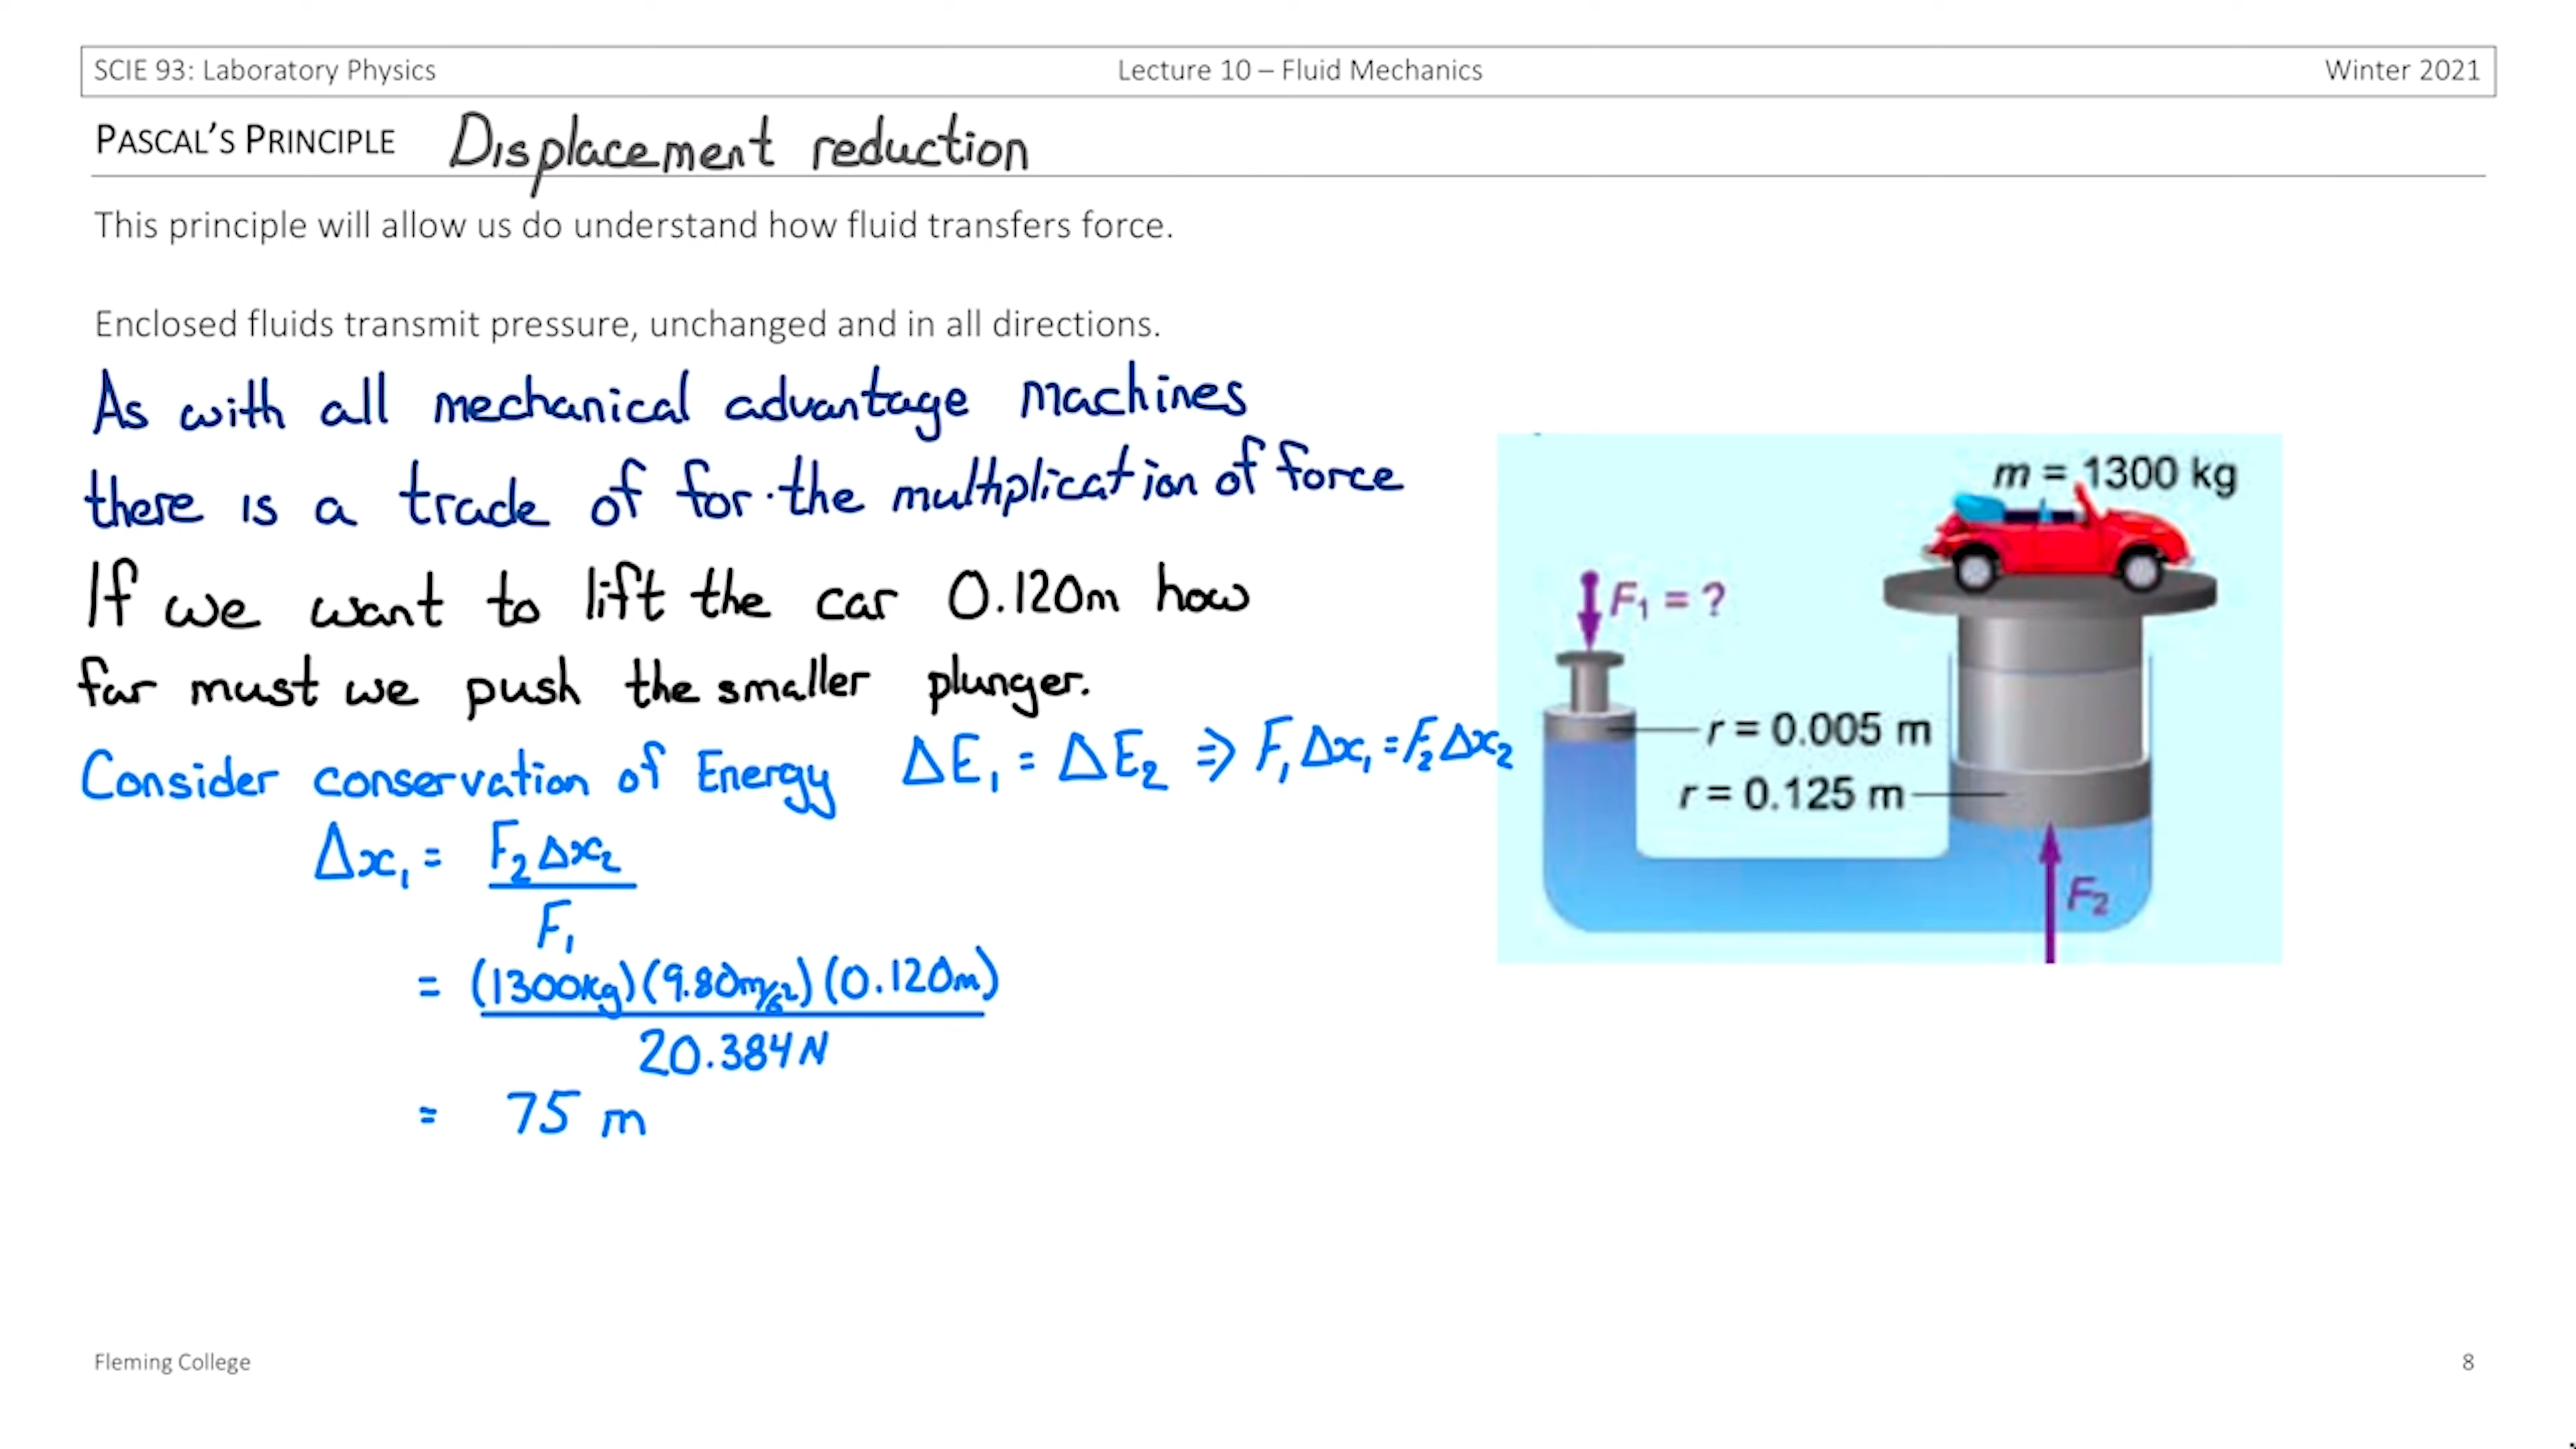 SCIE 93: Laboratory Physics
Lecture 10 – Fluid Mechanics
Winter 2021
PASCAL'S PRINCIPLE Displacement reduction
This principle will allow us do understand how fluid transfers force.
Enclosed fluids transmit pressure, unchanged and in all directions.
As with all mechanical advantage machines
there is a trade of for the multiplication of force
If we want to lift the car 0.120m how
far must we push the smaller plunger.
Consider conservation of Energy ΔE₁ = ΔE₂ ⇒ F₁Δx₁ = F₂Δx₂
Δx₁ = F₂Δx₂
F₁
= (1300kg)(9.80m/s²)(0.120m)
20.384N
= 75 m
m = 1300 kg
F₁ = ?
r = 0.005 m
r = 0.125 m
F₂
Fleming College
8